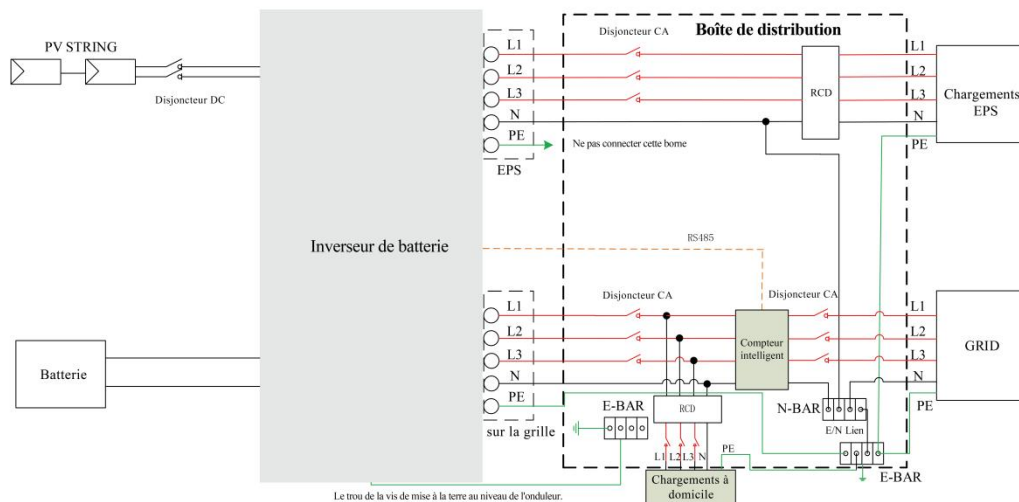 PV STRING
Disjoncteur DC
Inverseur de batterie
Batterie
L1
L2
L3
N
PE
EPS
Disjoncteur CA
Boîte de distribution
RCD
Ne pas connecter cette borne
L1
L2
L3
N
PE
Chargements
EPS
RS485
L1
L2
L3
N
PE
sur la grille
Disjoncteur CA
Disjoncteur CA
Compteur
intelligent
L1
L2
L3
N
PE
GRID
E-BAR
RCD
N-BAR
E/N Lien
L1
L2
L3
N
PE
E-BAR
Chargements à
domicile
Le trou de la vis de mise à la terre au niveau de l'onduleur.